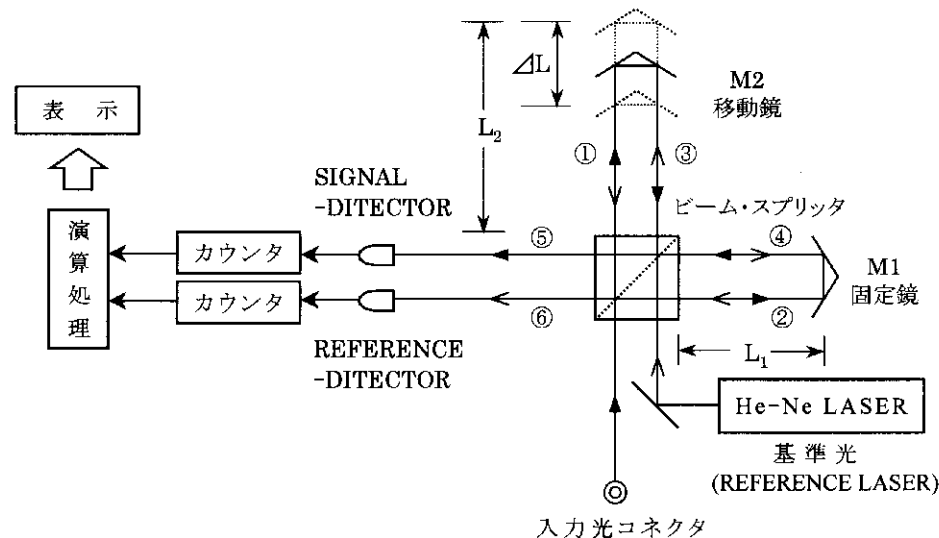 表 示
演算処理
カウンタ
カウンタ
SIGNAL
-DITECTOR
REFERENCE
-DITECTOR
⑤
⑥
L2
⊿L
M2
移動鏡
①
③
ビーム・スプリッタ
④
②
M1
固定鏡
L1
He-Ne LASER
基 準 光
(REFERENCE LASER)
入力光コネクタ